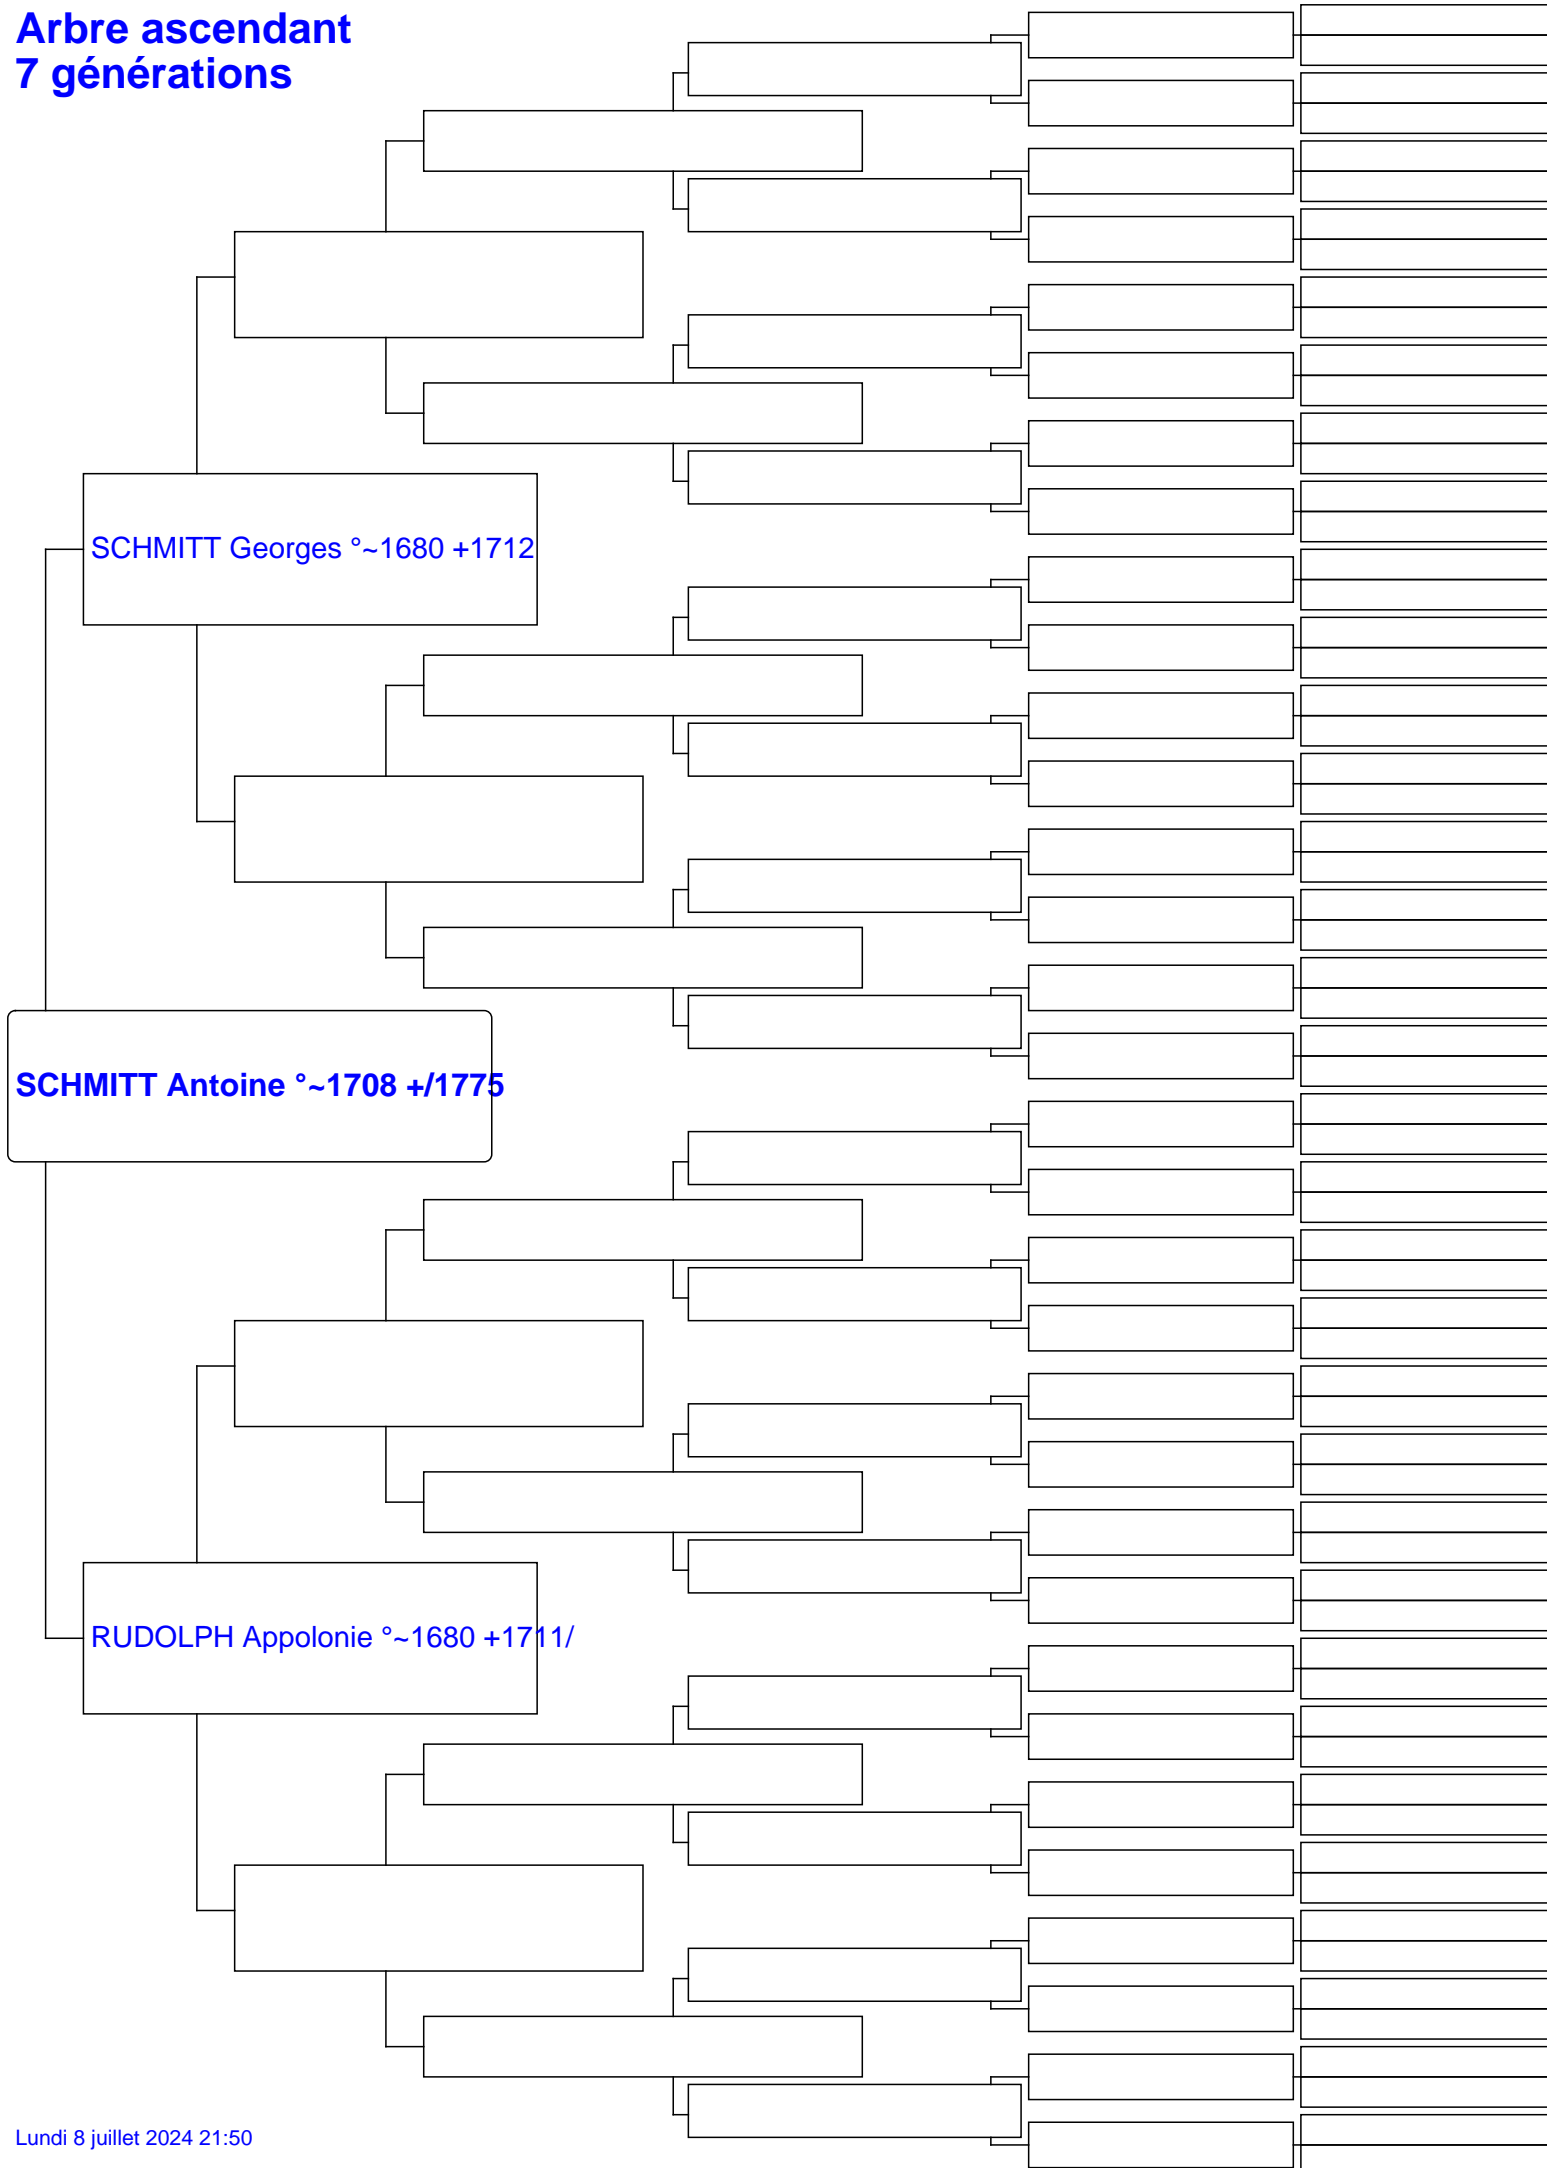 Arbre ascendant
7 générations
SCHMITT Georges °~1680 +1712
SCHMITT Antoine °~1708 +/1775
RUDOLPH Appolonie °~1680 +1711/
Lundi 8 juillet 2024 21:50